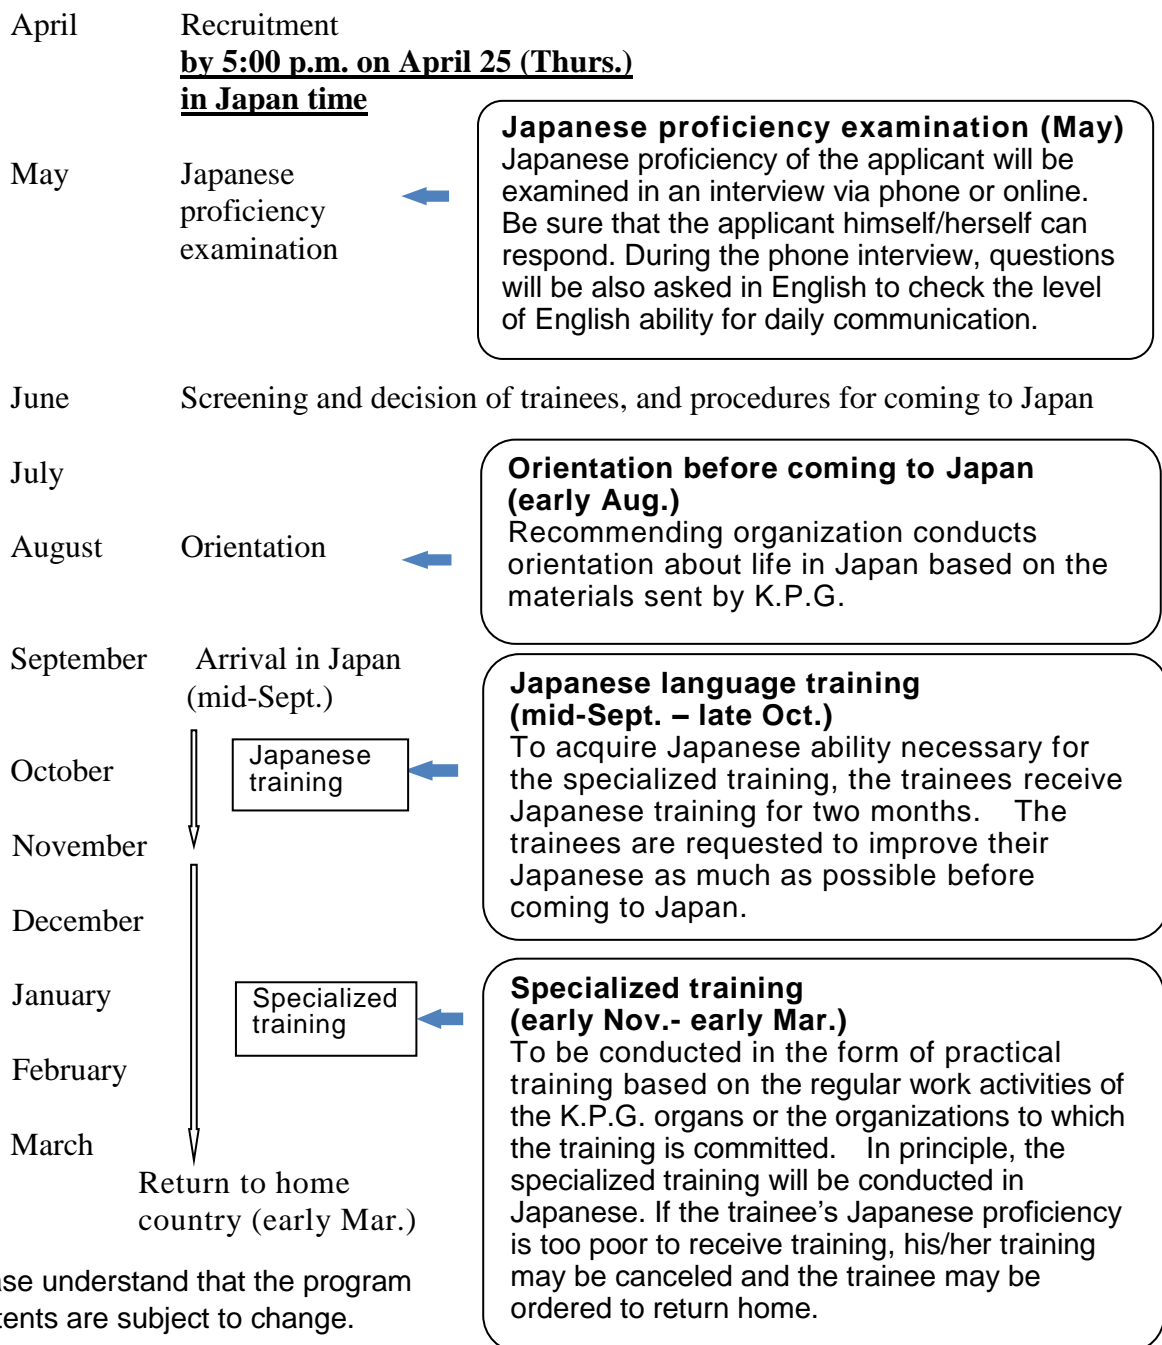 April Recruitment
by 5:00 p.m. on April 25 (Thurs.)
in Japan time
May Japanese
proficiency
examination
Japanese proficiency examination (May)
Japanese proficiency of the applicant will be
examined in an interview via phone or online.
Be sure that the applicant himself/herself can
respond. During the phone interview, questions
will be also asked in English to check the level
of English ability for daily communication.
June Screening and decision of trainees, and procedures for coming to Japan
July
August Orientation
Orientation before coming to Japan
(early Aug.)
Recommending organization conducts
orientation about life in Japan based on the
materials sent by K.P.G.
September Arrival in Japan
(mid-Sept.)
October
Japanese
training
November
December
Japanese language training
(mid-Sept. – late Oct.)
To acquire Japanese ability necessary for
the specialized training, the trainees receive
Japanese training for two months. The
trainees are requested to improve their
Japanese as much as possible before
coming to Japan.
January
Specialized
training
February
March
Return to home
country (early Mar.)
Specialized training
(early Nov.- early Mar.)
To be conducted in the form of practical
training based on the regular work activities of
the K.P.G. organs or the organizations to which
the training is committed. In principle, the
specialized training will be conducted in
Japanese. If the trainee's Japanese proficiency
is too poor to receive training, his/her training
may be canceled and the trainee may be
ordered to return home.
ase understand that the program
tents are subject to change.